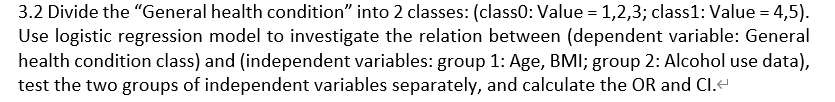 3.2 Divide the “General health condition” into 2 classes: (class0: Value = 1,2,3; class1: Value = 4,5).
Use logistic regression model to investigate the relation between (dependent variable: General
health condition class) and (independent variables: group 1: Age, BMI; group 2: Alcohol use data),
test the two groups of independent variables separately, and calculate the OR and CI.↵